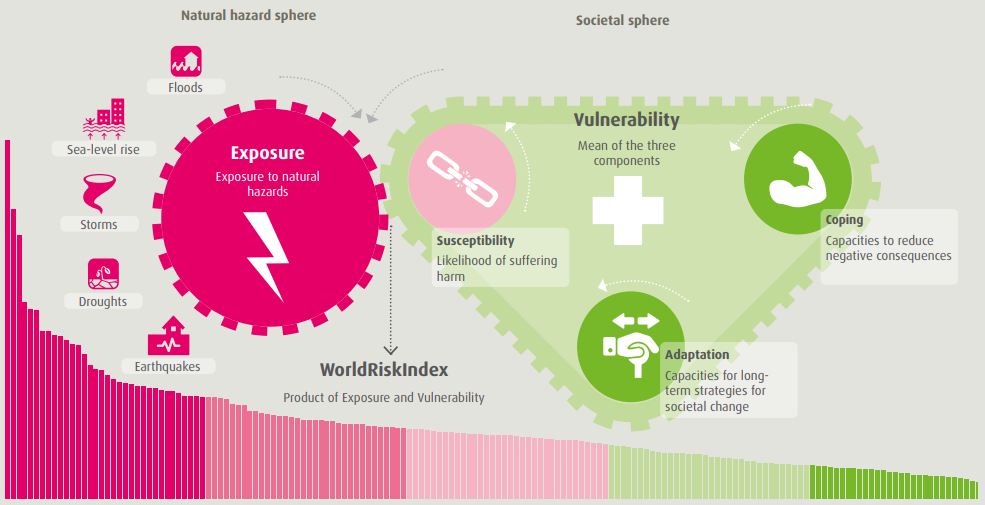 Natural hazard sphere
Societal sphere
Floods
Sea-level rise
Storms
Droughts
Earthquakes
Exposure
Exposure to natural
hazards
Vulnerability
Mean of the three
components
Susceptibility
Likelihood of suffering
harm
Coping
Capacities to reduce
negative consequences
Adaptation
Capacities for long-
term strategies for
societal change
WorldRiskIndex
Product of Exposure and Vulnerability